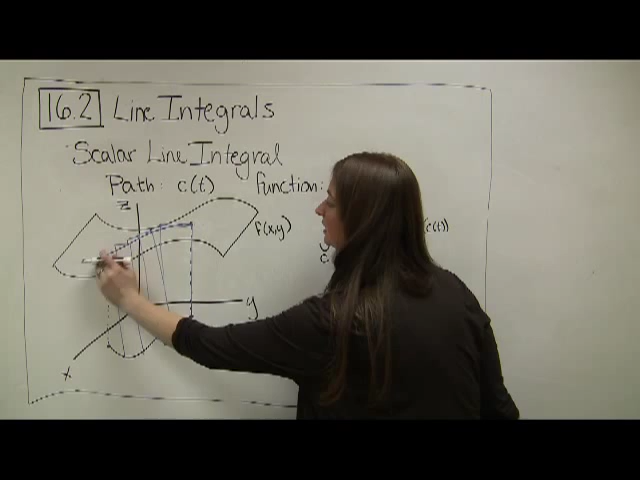 16.2 Line Integrals
Scalar Line Integral
Path: c(t) function:
z
f(x,y)
(c(t))
y
x